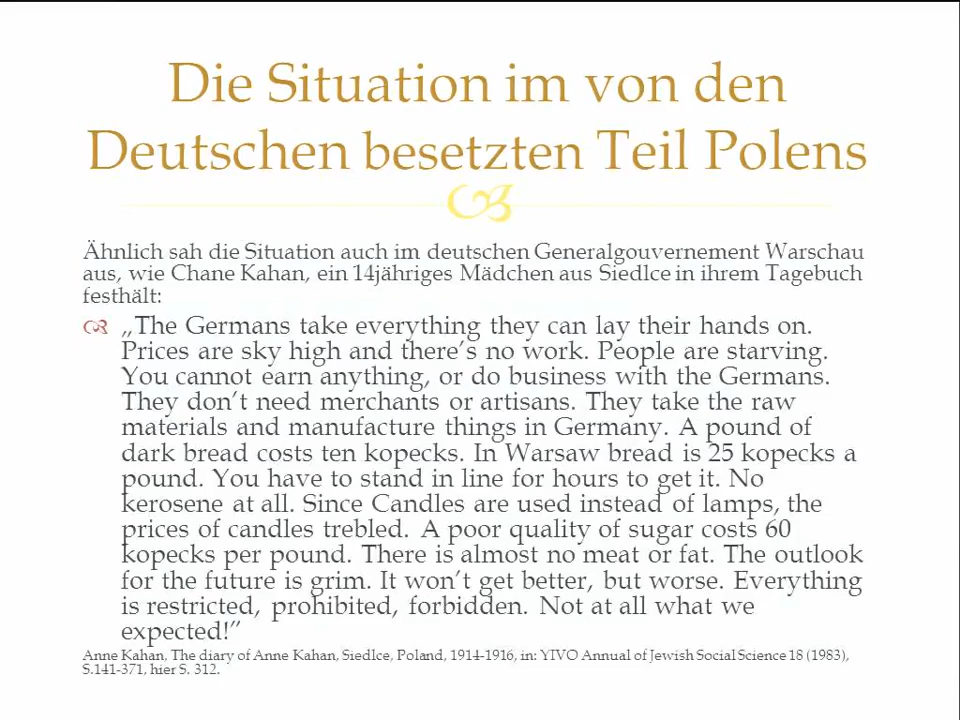 Die Situation im von den
Deutschen besetzten Teil Polens
Ähnlich sah die Situation auch im deutschen Generalgouvernement Warschau
aus, wie Chane Kahan, ein 14jähriges Mädchen aus Siedlce in ihrem Tagebuch
festhält:
„The Germans take everything they can lay their hands on.
Prices are sky high and there's no work. People are starving.
You cannot earn anything, or do business with the Germans.
They don't need merchants or artisans. They take the raw
materials and manufacture things in Germany. A pound of
dark bread costs ten kopecks. In Warsaw bread is 25 kopecks a
pound. You have to stand in line for hours to get it. No
kerosene at all. Since Candles are used instead of lamps, the
prices of candles trebled. A poor quality of sugar costs 60
kopecks per pound. There is almost no meat or fat. The outlook
for the future is grim. It won't get better, but worse. Everything
is restricted, prohibited, forbidden. Not at all what we
expected!"
Anne Kahan, The diary of Anne Kahan, Siedlce, Poland, 1914-1916, in: YIVO Annual of Jewish Social Science 18 (1983),
S.141-371, hier S. 312.